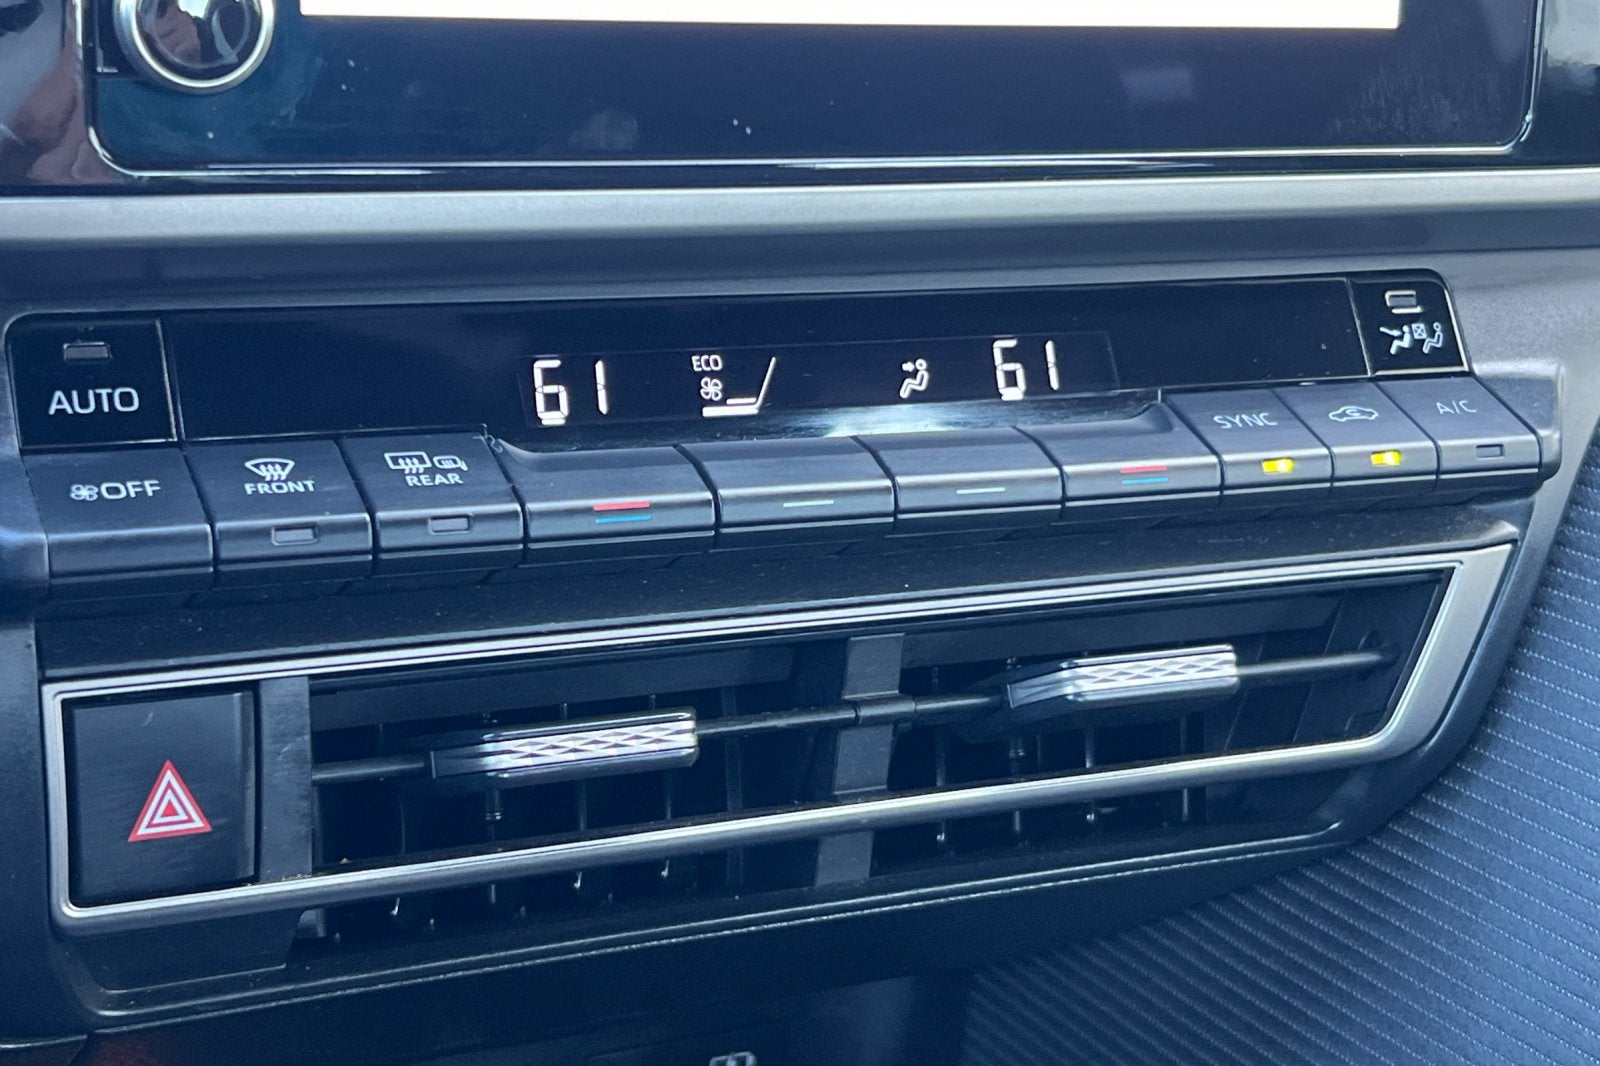 AUTO
61
ECO
61
OFF
FRONT
REAR
SYNC
A/C